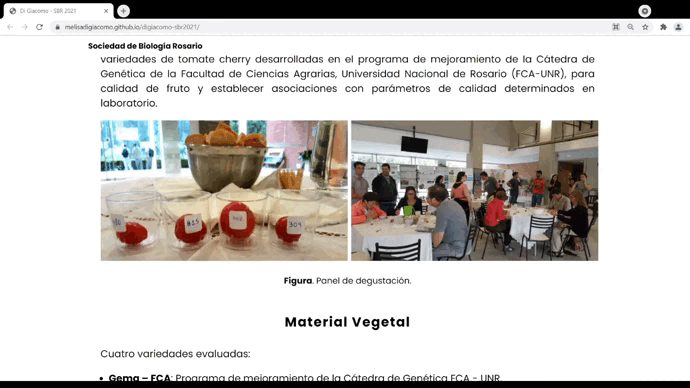 Di Giacomo - SBR 2021
melisadigiacomo.github.io/digiacomo-sbr2021/
Sociedad de Biología Rosario
variedades de tomate cherry desarrolladas en el programa de mejoramiento de la Cátedra de
Genética de la Facultad de Ciencias Agrarias, Universidad Nacional de Rosario (FCA-UNR), para
calidad de fruto y establecer asociaciones con parámetros de calidad determinados en
laboratorio.
825
309
Figura. Panel de degustación.
Material Vegetal
Cuatro variedades evaluadas:
• Gema – FCA: Programa de mejoramiento de la Cátedra de Genética FCA - UNR.